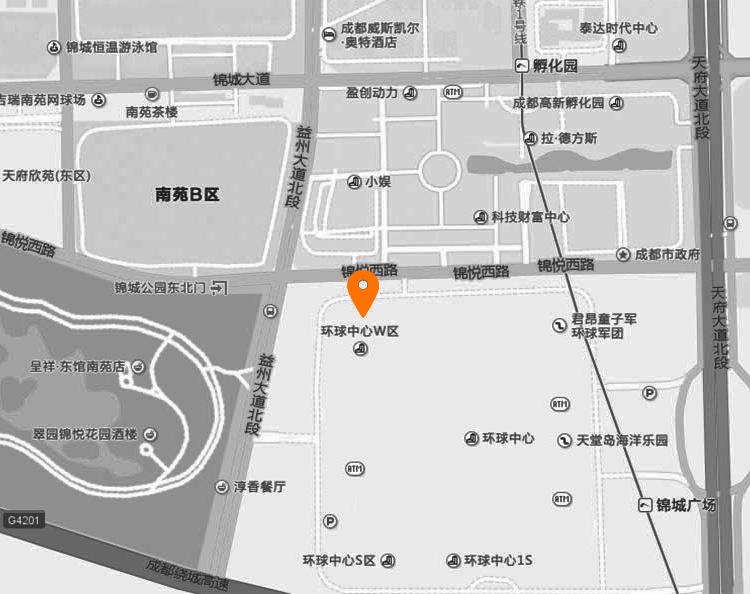 成都威斯凯尔
·奥特酒店
铁1号线
泰达时代中心
锦城恒温游泳馆
孵化园
锦城大道
天府大道北段
盈创动力
ATM
吉瑞南苑网球场
南苑茶楼
成都高新孵化园
拉·德方斯
益州大道北段
天府欣苑(东区)
南苑B区
小娱
科技财富中心
锦悦西路
成都市政府
锦悦西路
锦悦西路
锦悦西路
锦城公园东北门
天府大道北段
环球中心W区
君昂童子军
环球军团
益州大道北段
呈祥·东馆南苑店
P
ATM
翠园锦悦花园酒楼
环球中心
天堂岛海洋乐园
ATM
淳香餐厅
ATM
锦城广场
G4201
P
环球中心S区
环球中心1S
成都绕城高速